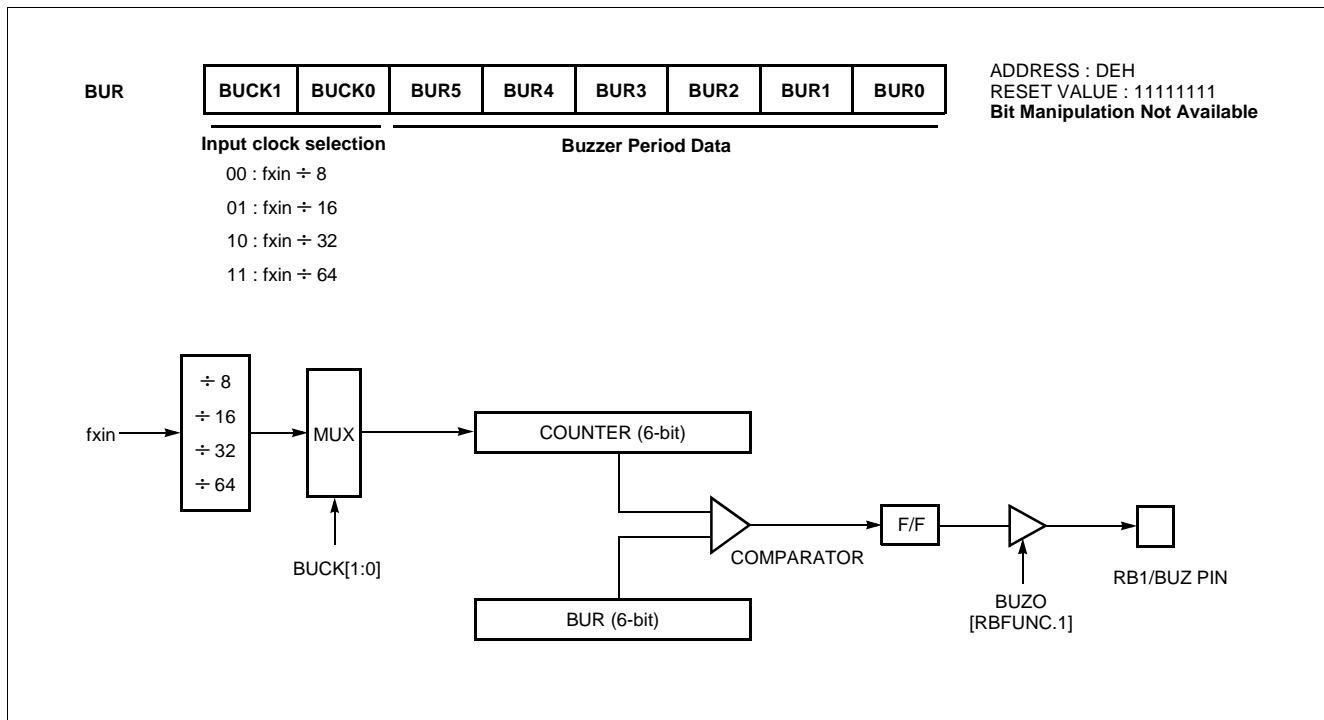 BUR
BUCK1 BUCK0 BUR5 BUR4 BUR3 BUR2 BUR1 BUR0
ADDRESS : DEH
RESET VALUE : 11111111
Bit Manipulation Not Available
Input clock selection
Buzzer Period Data
00 : fxin ÷ 8
01 : fxin ÷ 16
10 : fxin ÷ 32
11 : fxin ÷ 64
fxin
÷ 8
÷ 16
÷ 32
÷ 64
MUX
BUCK[1:0]
COUNTER (6-bit)
BUR (6-bit)
COMPARATOR
F/F
BUZO
[RBFUNC.1]
RB1/BUZ PIN